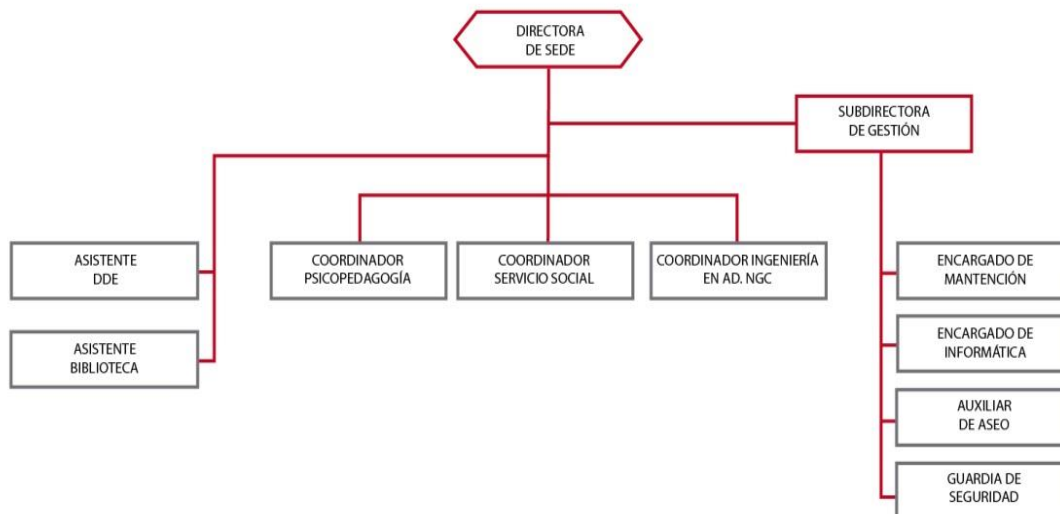 DIRECTORA
DE SEDE
SUBDIRECTORA
DE GESTIÓN
ASISTENTE
DDE
COORDINADOR
PSICOPEDAGOGÍA
COORDINADOR
SERVICIO SOCIAL
COORDINADOR INGENIERÍA
EN AD. NGC
ENCARGADO DE
MANTENCIÓN
ASISTENTE
BIBLIOTECA
ENCARGADO DE
INFORMÁTICA
AUXILIAR
DE ASEO
GUARDIA DE
SEGURIDAD